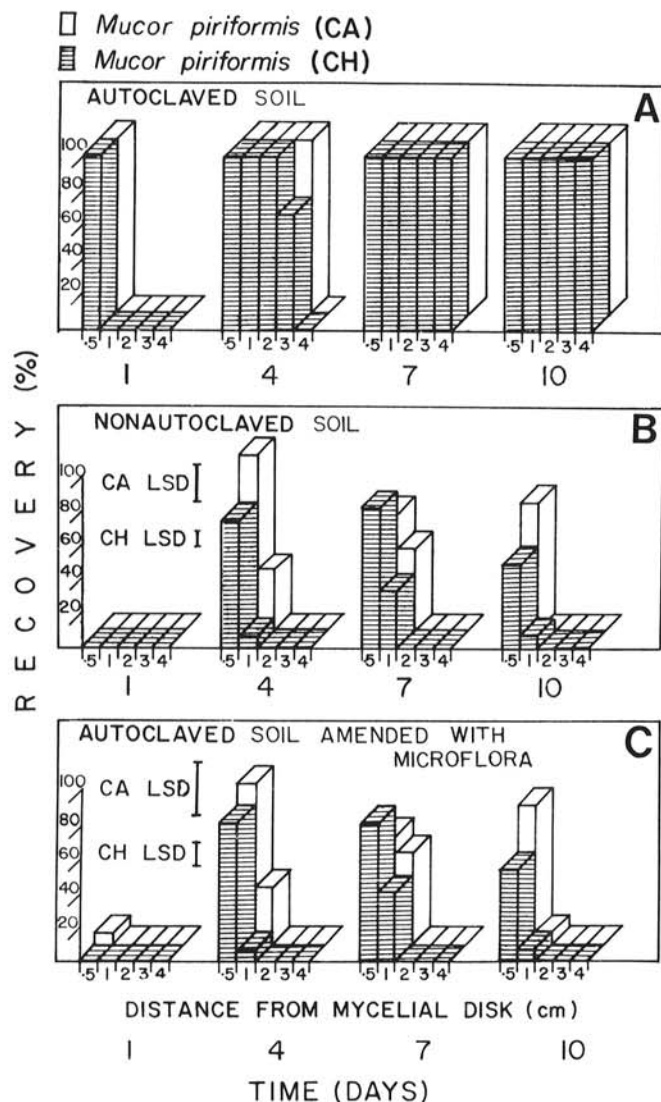 Mucor piriformis (CA)
Mucor piriformis (CH)
AUTOCLAVED SOIL
A
100
80
60
40
20
.5 1 2 3 4 .5 1 2 3 4 .5 1 2 3 4 .5 1 2 3 4
1 4 7 10
NONAUTOCLAVED SOIL
B
100
80
60
40
20
CA LSD
CH LSD
.5 1 2 3 4 .5 1 2 3 4 .5 1 2 3 4 .5 1 2 3 4
1 4 7 10
AUTOCLAVED SOIL AMENDED WITH
MICROFLORA
C
100
80
60
40
20
CA LSD
CH LSD
.5 1 2 3 4 .5 1 2 3 4 .5 1 2 3 4 .5 1 2 3 4
RECOVERY (%)
DISTANCE FROM MYCELIAL DISK (cm)
1 4 7 10
TIME (DAYS)